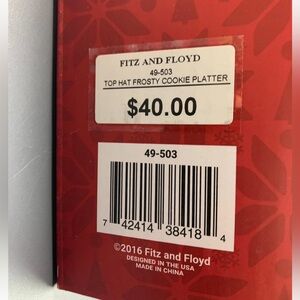 FITZ AND FLOYD
49-503
TOP HAT FROSTY COOKIE PLATTER
$40.00
49-503
7 42414 38418 4
©2016 Fitz and Floyd
DESIGNED IN THE USA
MADE IN CHINA